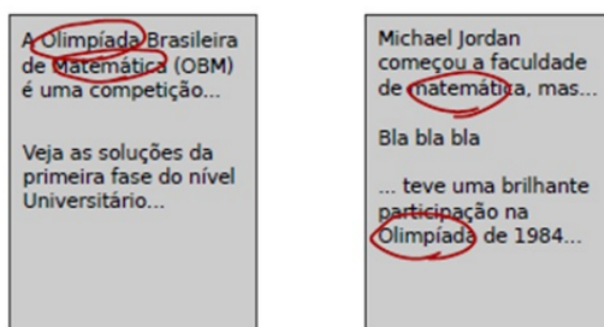 A Olimpíada Brasileira
de Matemática (OBM)
é uma competição...
Veja as soluções da
primeira fase do nível
Universitário...
Michael Jordan
começou a faculdade
de matemática, mas...
Bla bla bla
... teve uma brilhante
participação na
Olimpíada de 1984...